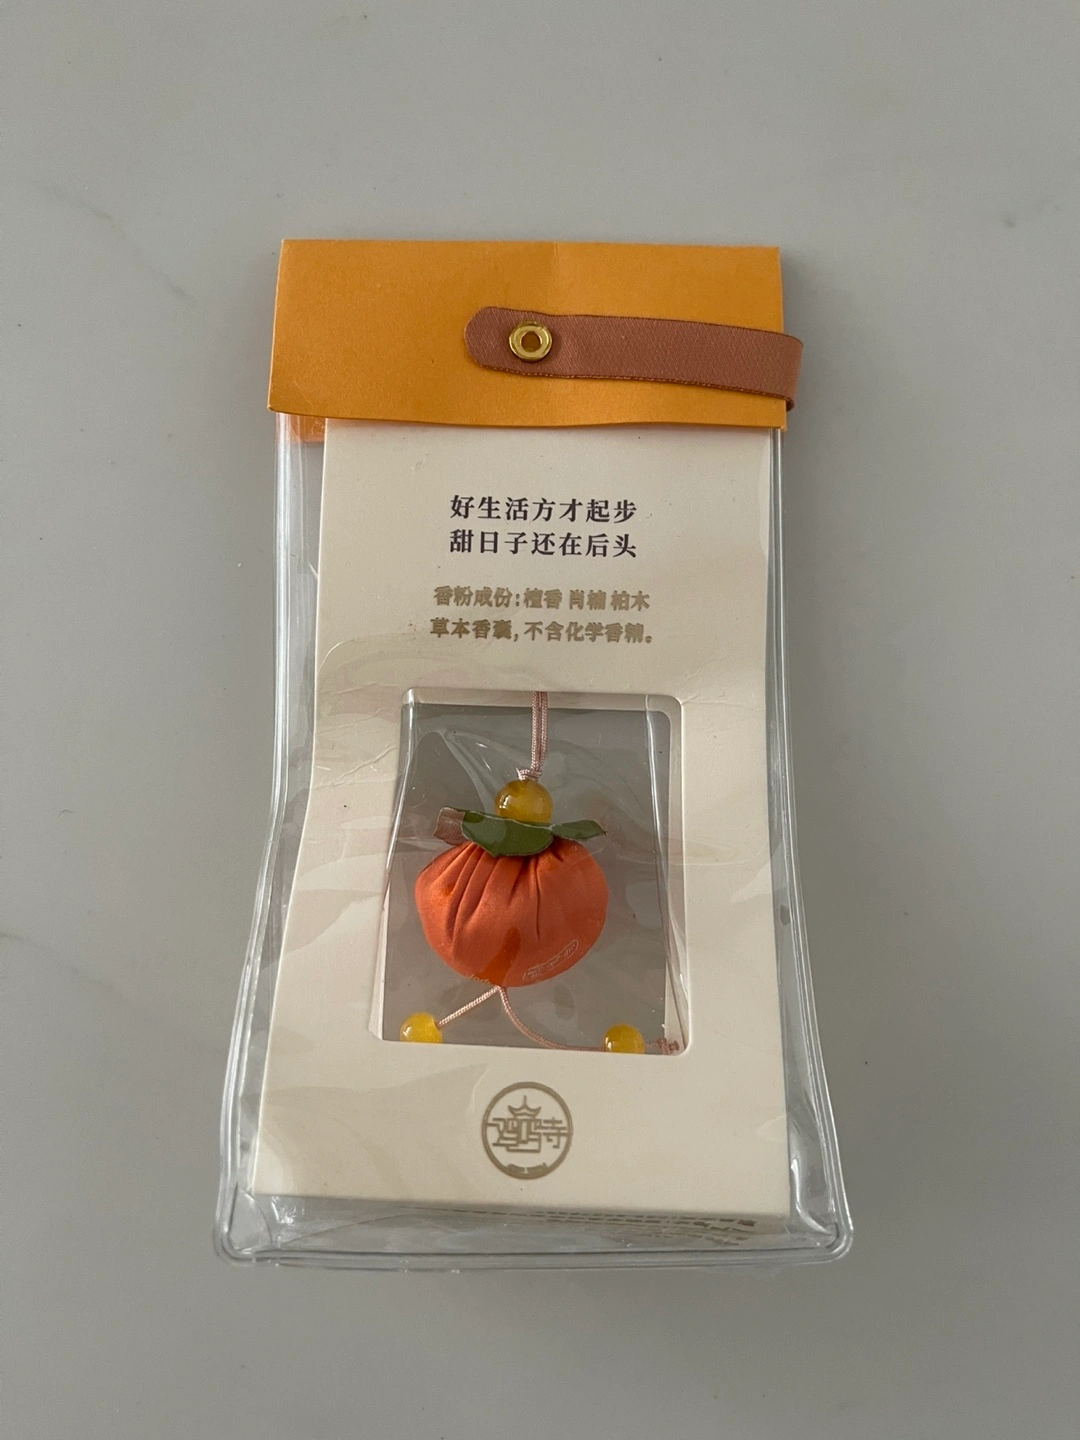 好生活方才起步
甜日子还在后头
香粉成份:檀香 肖楠 柏木
草本香囊,不含化学香精。